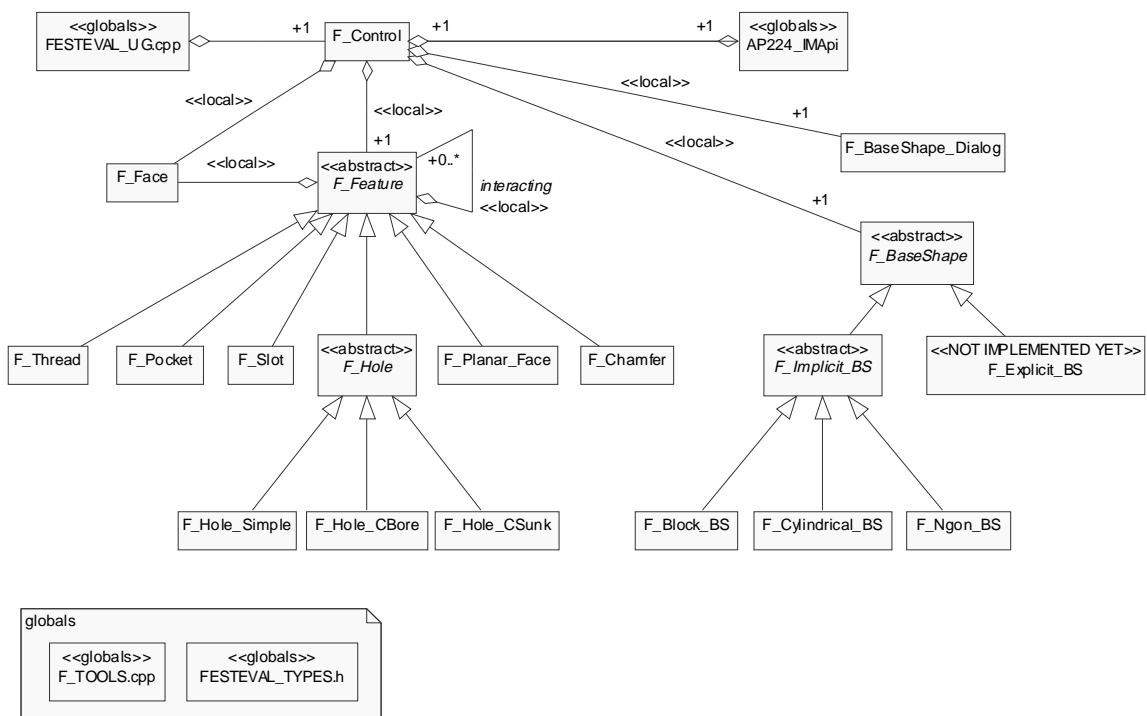 <<globals>>
FESTEVAL_UG.cpp
+1
F_Control
+1
+1
<<globals>>
AP224_IMApi
<<local>>
<<local>>
<<local>>
<<local>>
+1
+1
F_BaseShape_Dialog
F_Face
<<local>>
<<abstract>>
F_Feature
+0..*
interacting
<<local>>
+1
<<abstract>>
F_BaseShape
F_Thread
F_Pocket
F_Slot
<<abstract>>
F_Hole
F_Planar_Face
F_Chamfer
<<abstract>>
F_Implicit_BS
<<NOT IMPLEMENTED YET>>
F_Explicit_BS
F_Hole_Simple
F_Hole_CBore
F_Hole_CSunk
F_Block_BS
F_Cylindrical_BS
F_Ngon_BS
globals
<<globals>>
F_TOOLS.cpp
<<globals>>
FESTEVAL_TYPES.h